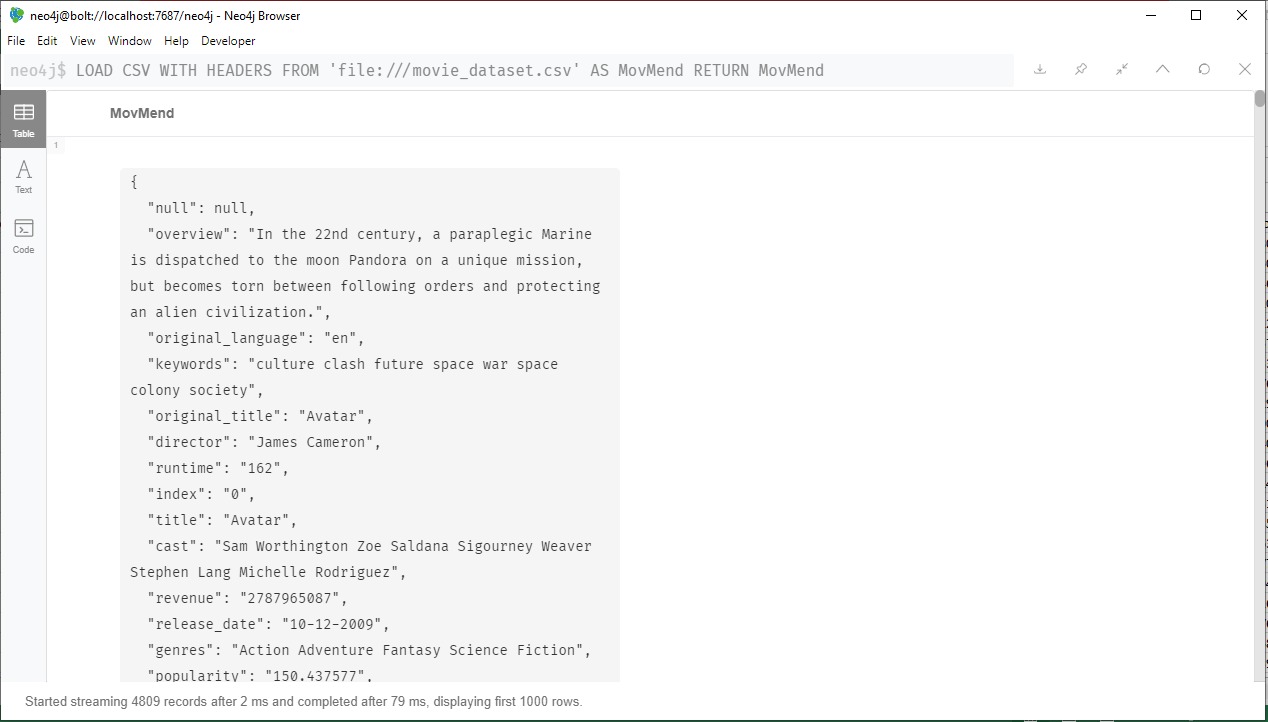 neo4j@bolt://localhost:7687/neo4j - Neo4j Browser
File Edit View Window Help Developer
neo4j$ LOAD CSV WITH HEADERS FROM 'file:///movie_dataset.csv' AS MovMend RETURN MovMend
Table
Text
Code
MovMend
1
{
"null": null,
"overview": "In the 22nd century, a paraplegic Marine
is dispatched to the moon Pandora on a unique mission,
but becomes torn between following orders and protecting
an alien civilization.",
"original_language": "en",
"keywords": "culture clash future space war space
colony society",
"original_title": "Avatar",
"director": "James Cameron",
"runtime": "162",
"index": "0",
"title": "Avatar",
"cast": "Sam Worthington Zoe Saldana Sigourney Weaver
Stephen Lang Michelle Rodriguez",
"revenue": "2787965087",
"release_date": "10-12-2009",
"genres": "Action Adventure Fantasy Science Fiction",
"popularity": "150.437577",
Started streaming 4809 records after 2 ms and completed after 79 ms, displaying first 1000 rows.